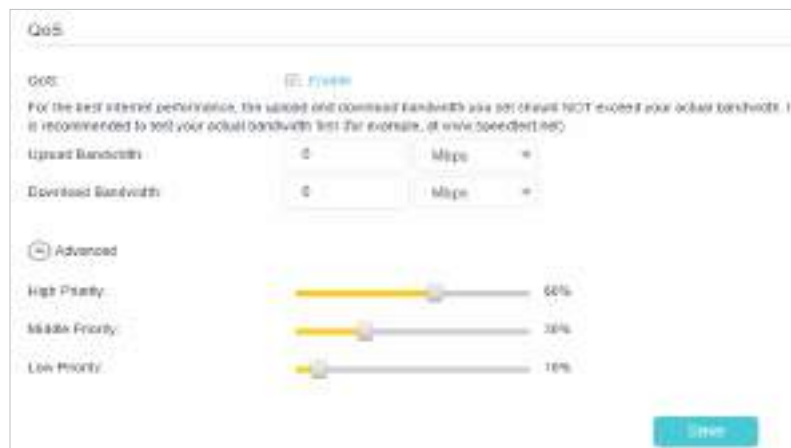 QoS
QoS: Enable
For the best internet performance, the upload and download bandwidth you set should NOT exceed your actual bandwidth. I
is recommended to test your actual bandwidth first (for example, at www.speedtest.net)
Upload Bandwidth: 0 Mbps
Download Bandwidth: 0 Mbps
Advanced
High Priority: 60%
Middle Priority: 30%
Low Priority: 10%
Save